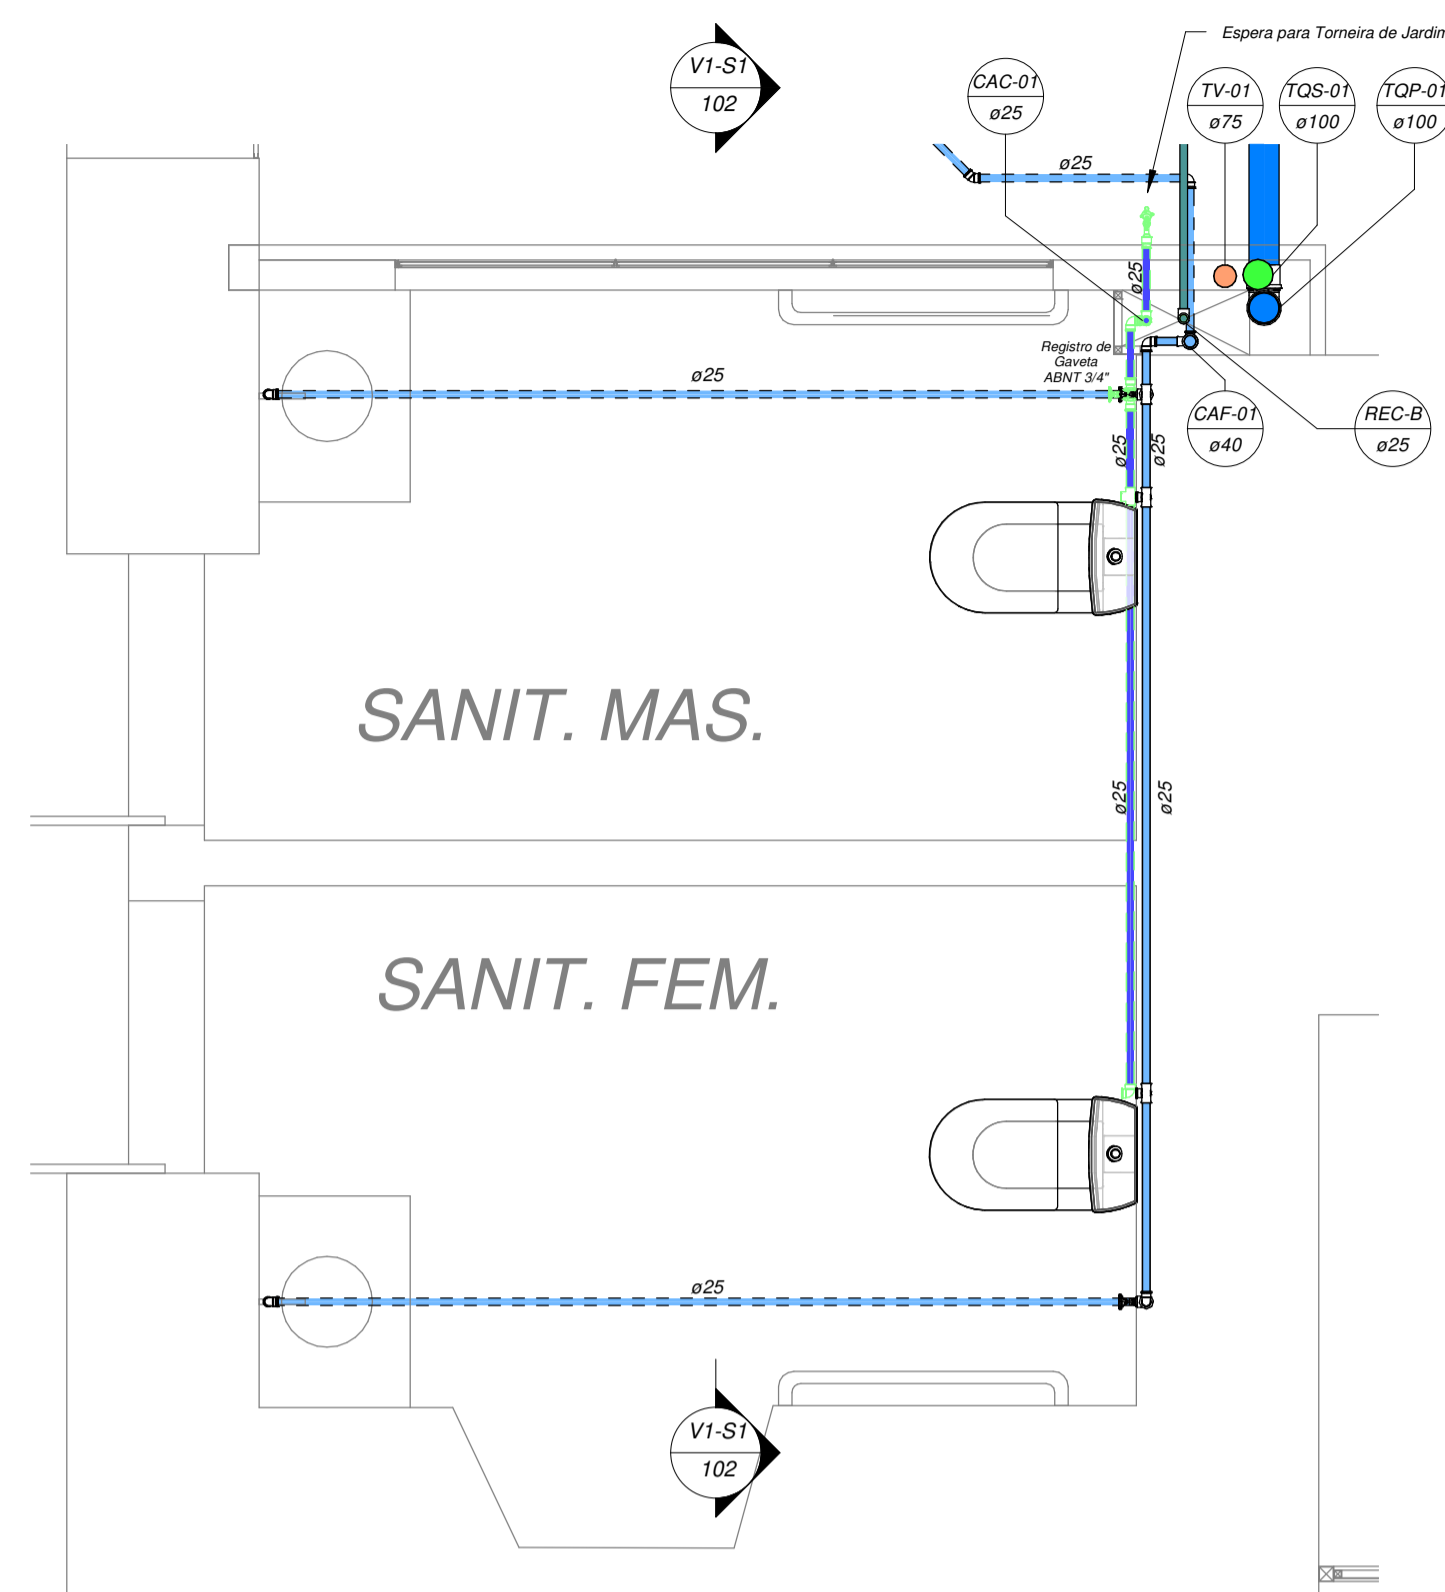 Espera para Torneira de Jardim
V1-S1
102
CAC-01
ø25
TV-01
ø75
TQS-01
ø100
TQP-01
ø100
ø25
ø25
Registro de
Gaveta
ABNT 3/4"
ø25
CAF-01
ø40
REC-B
ø25
ø25
ø25
SANIT. MAS.
ø25
ø25
SANIT. FEM.
ø25
V1-S1
102